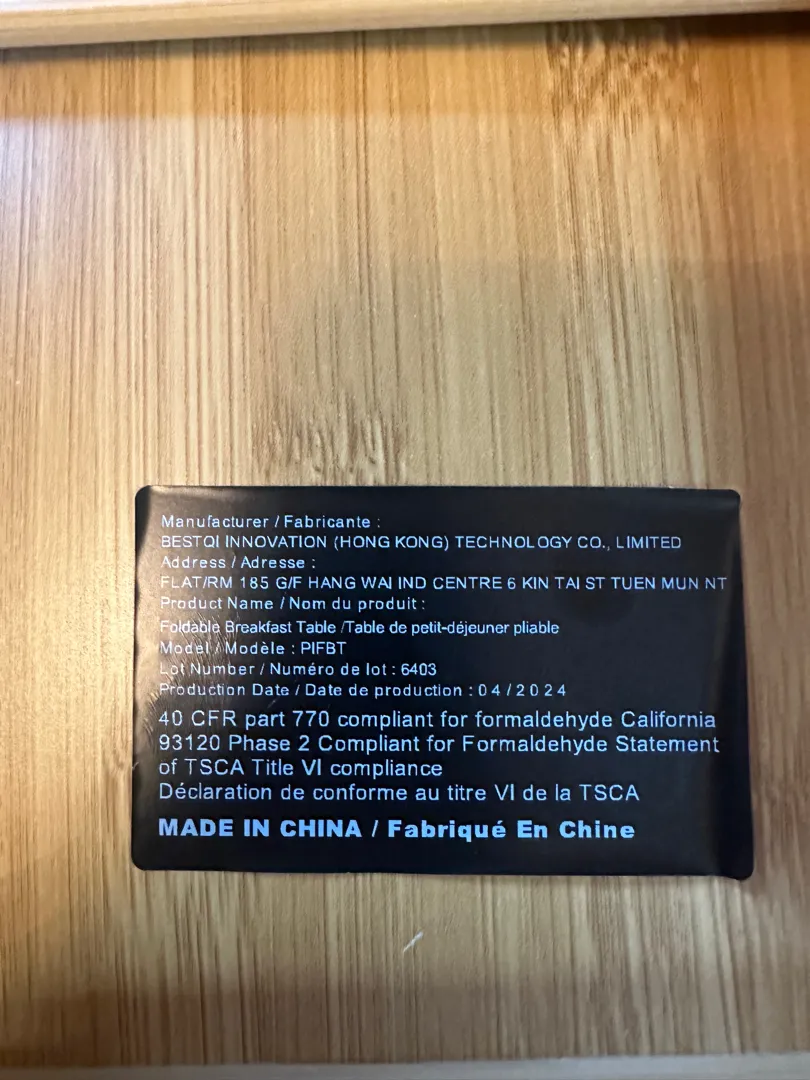 Manufacturer / Fabricante :
BESTQI INNOVATION (HONG KONG) TECHNOLOGY CO., LIMITED
Address / Adresse :
FLAT/RM 185 G/F HANG WAI IND CENTRE 6 KIN TAI ST TUEN MUN NT
Product Name / Nom du produit :
Foldable Breakfast Table /Table de petit-déjeuner pliable
Model / Modèle : PIFBT
Lot Number / Numéro de lot : 6403
Production Date / Date de production : 04/2024
40 CFR part 770 compliant for formaldehyde California
93120 Phase 2 Compliant for Formaldehyde Statement
of TSCA Title VI compliance
Déclaration de conforme au titre VI de la TSCA
MADE IN CHINA / Fabriqué En Chine